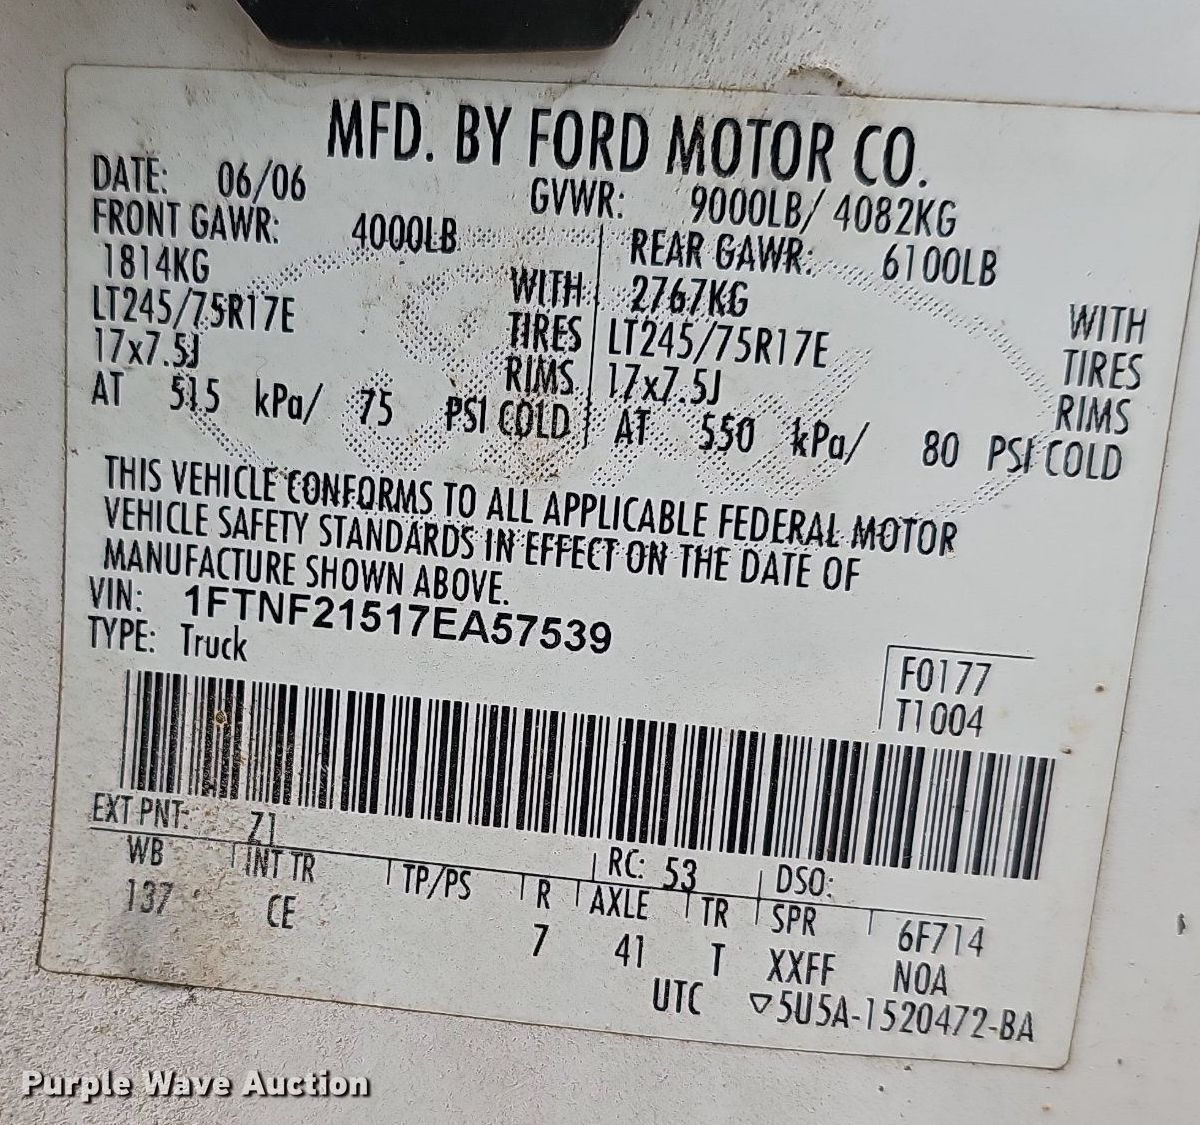 MFD. BY FORD MOTOR CO.
DATE: 06/06 GVWR: 9000LB/ 4082KG
FRONT GAWR: 4000LB REAR GAWR: 6100LB
1814KG WITH 2767KG WITH
LT245/75R17E TIRES LT245/75R17E TIRES
17x7.5J RIMS 17x7.5J RIMS
AT 515 kPa/ 75 PSI COLD AT 550 kPa/ 80 PSI COLD
THIS VEHICLE CONFORMS TO ALL APPLICABLE FEDERAL MOTOR
VEHICLE SAFETY STANDARDS IN EFFECT ON THE DATE OF
MANUFACTURE SHOWN ABOVE.
VIN: 1FTNF21517EA57539
TYPE: Truck
F0177
T1004
EXT PNT: Z1 RC: 53 DSO:
WB INT TR TP/PS R AXLE TR SPR 6F714
137 CE 7 41 T XXFF NOA
UTC ▽5U5A-1520472-BA
Purple Wave Auction